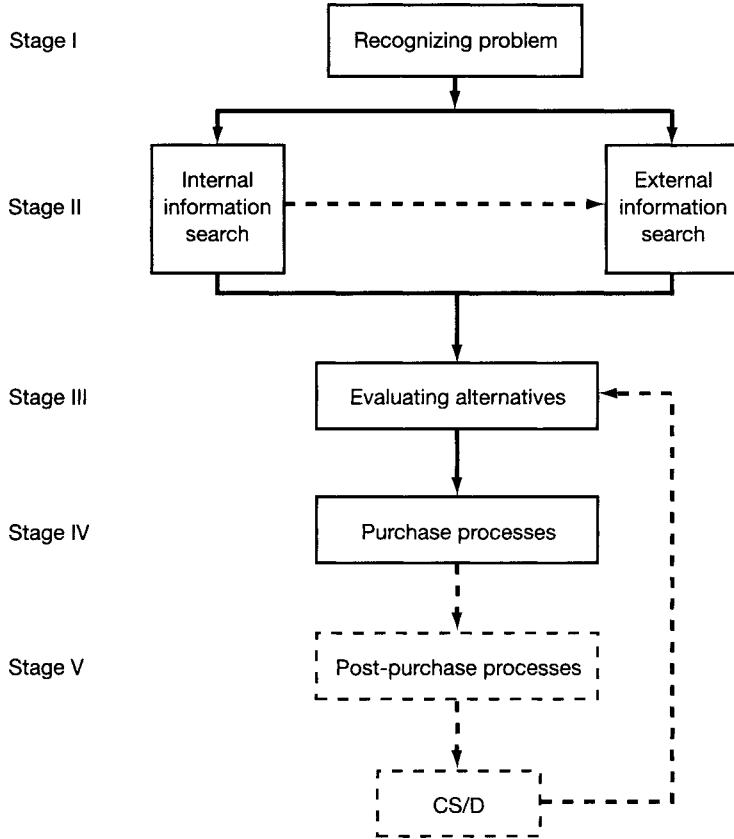 Stage I
Recognizing problem
Stage II
Internal
information
search
External
information
search
Stage III
Evaluating alternatives
Stage IV
Purchase processes
Stage V
Post-purchase processes
CS/D